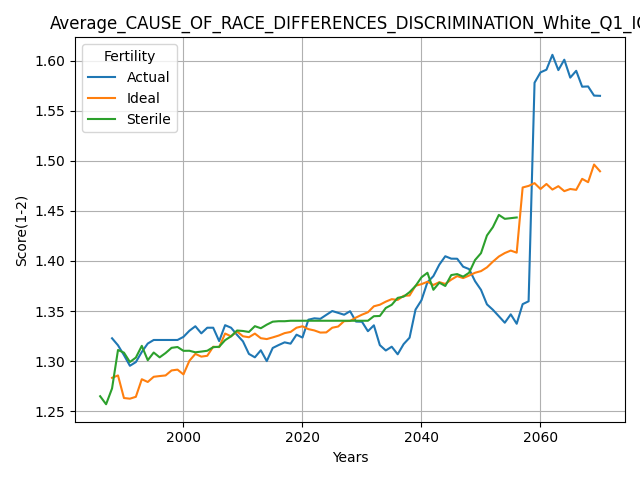 Average_CAUSE_OF_RACE_DIFFERENCES_DISCRIMINATION_White_Q1_IC
Fertility
Actual
Ideal
Sterile
1.60
1.55
1.50
1.45
1.40
1.35
1.30
1.25
Score(1-2)
2000
2020
2040
2060
Years